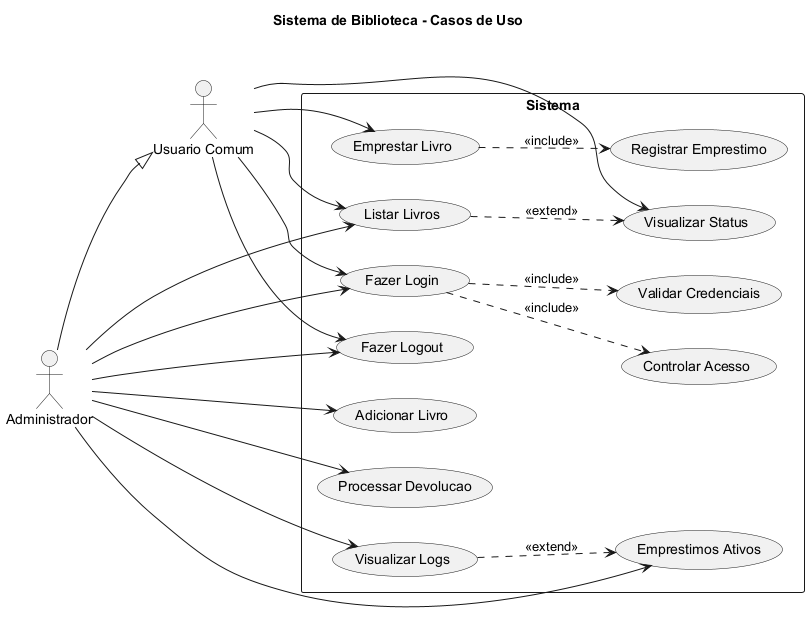 Sistema de Biblioteca - Casos de Uso
Sistema
Usuario Comum
Emprestar Livro
«include»
Registrar Emprestimo
Listar Livros
«extend»
Visualizar Status
Fazer Login
«include»
Validar Credenciais
«include»
Fazer Logout
Controlar Acesso
Administrador
Adicionar Livro
Processar Devolucao
Visualizar Logs
«extend»
Emprestimos Ativos